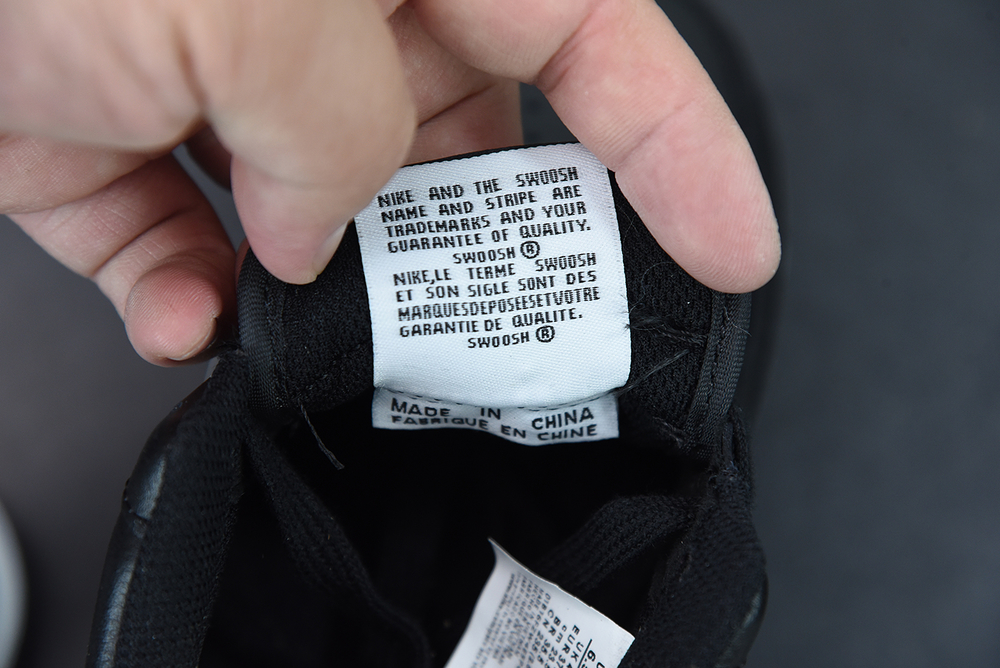 NIKE AND THE SWOOSH
NAME AND STRIPE ARE
TRADEMARKS AND YOUR
GUARANTEE OF QUALITY.
SWOOSH ®
NIKE,LE TERME SWOOSH
ET SON SIGLE SONT DES
MARQUESDEPOSEESETVOTRE
GARANTIE DE QUALITE.
SWOOSH ®
MADE IN CHINA
FABRIQUE EN CHINE